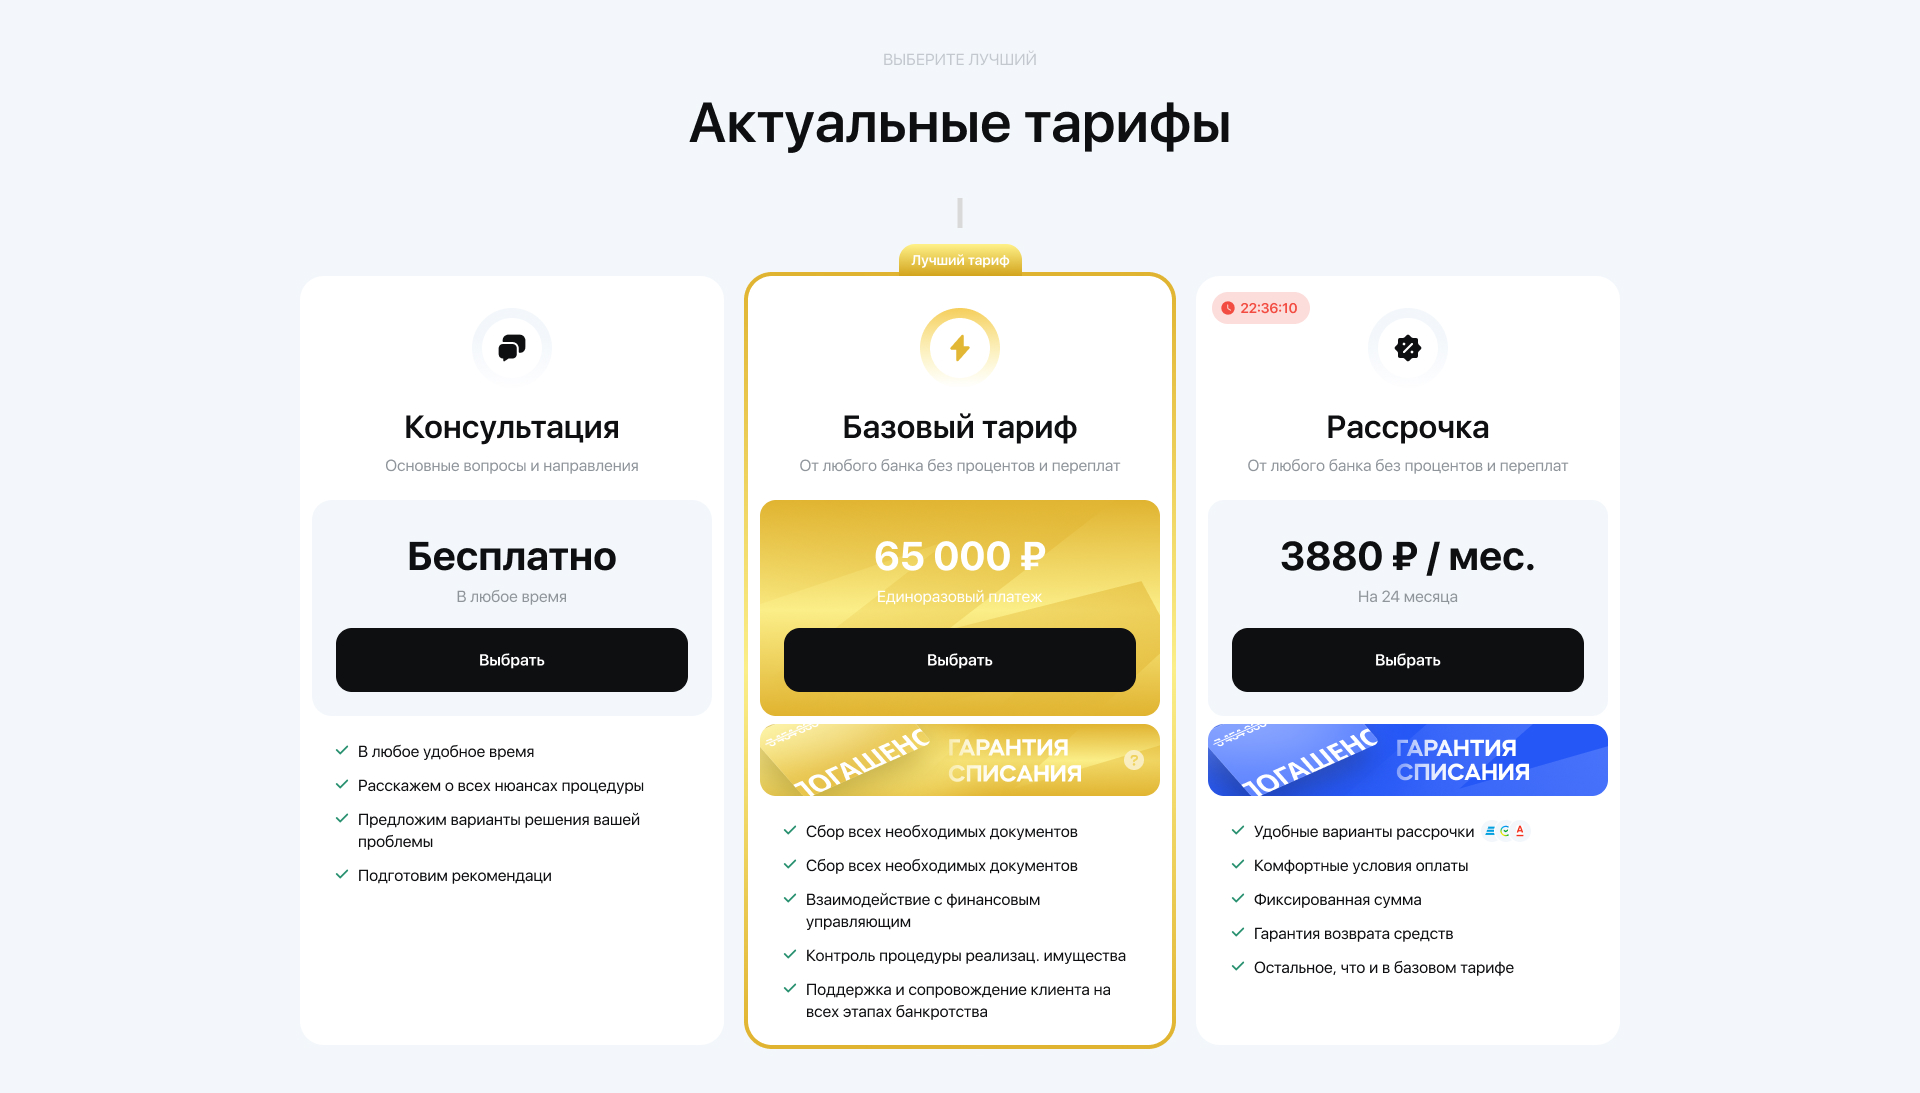 ВЫБЕРИТЕ ЛУЧШИЙ
Актуальные тарифы
Консультация
Основные вопросы и направления
Бесплатно
В любое время
Выбрать
В любое удобное время
Расскажем о всех нюансах процедуры
Предложим варианты решения вашей
проблемы
Подготовим рекомендаци
Лучший тариф
Базовый тариф
От любого банка без процентов и переплат
65 000 ₽
Единоразовый платеж
Выбрать
ПОГАШЕНО
ГАРАНТИЯ
СПИСАНИЯ
?
Сбор всех необходимых документов
Сбор всех необходимых документов
Взаимодействие с финансовым
управляющим
Контроль процедуры реализац. имущества
Поддержка и сопровождение клиента на
всех этапах банкротства
22:36:10
Рассрочка
От любого банка без процентов и переплат
3880 ₽ / мес.
На 24 месяца
Выбрать
ПОГАШЕНО
ГАРАНТИЯ
СПИСАНИЯ
Удобные варианты рассрочки
Комфортные условия оплаты
Фиксированная сумма
Гарантия возврата средств
Остальное, что и в базовом тарифе